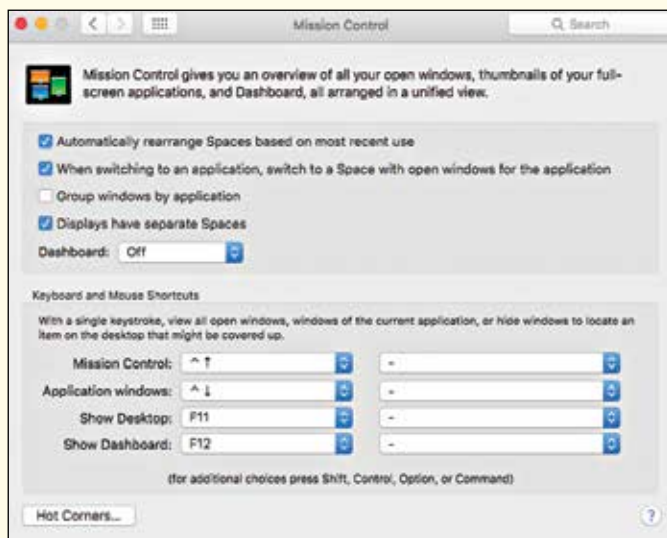 Mission Control
Search
Mission Control gives you an overview of all your open windows, thumbnails of your full-
screen applications, and Dashboard, all arranged in a unified view.
Automatically rearrange Spaces based on most recent use
When switching to an application, switch to a Space with open windows for the application
Group windows by application
Displays have separate Spaces
Dashboard: Off
Keyboard and Mouse Shortcuts
With a single keystroke, view all open windows, windows of the current application, or hide windows to locate an
item on the desktop that might be covered up.
Mission Control: ^ ↑ -
Application windows: ^ ↓ -
Show Desktop: F11 -
Show Dashboard: F12 -
(for additional choices press Shift, Control, Option, or Command)
Hot Corners... ?